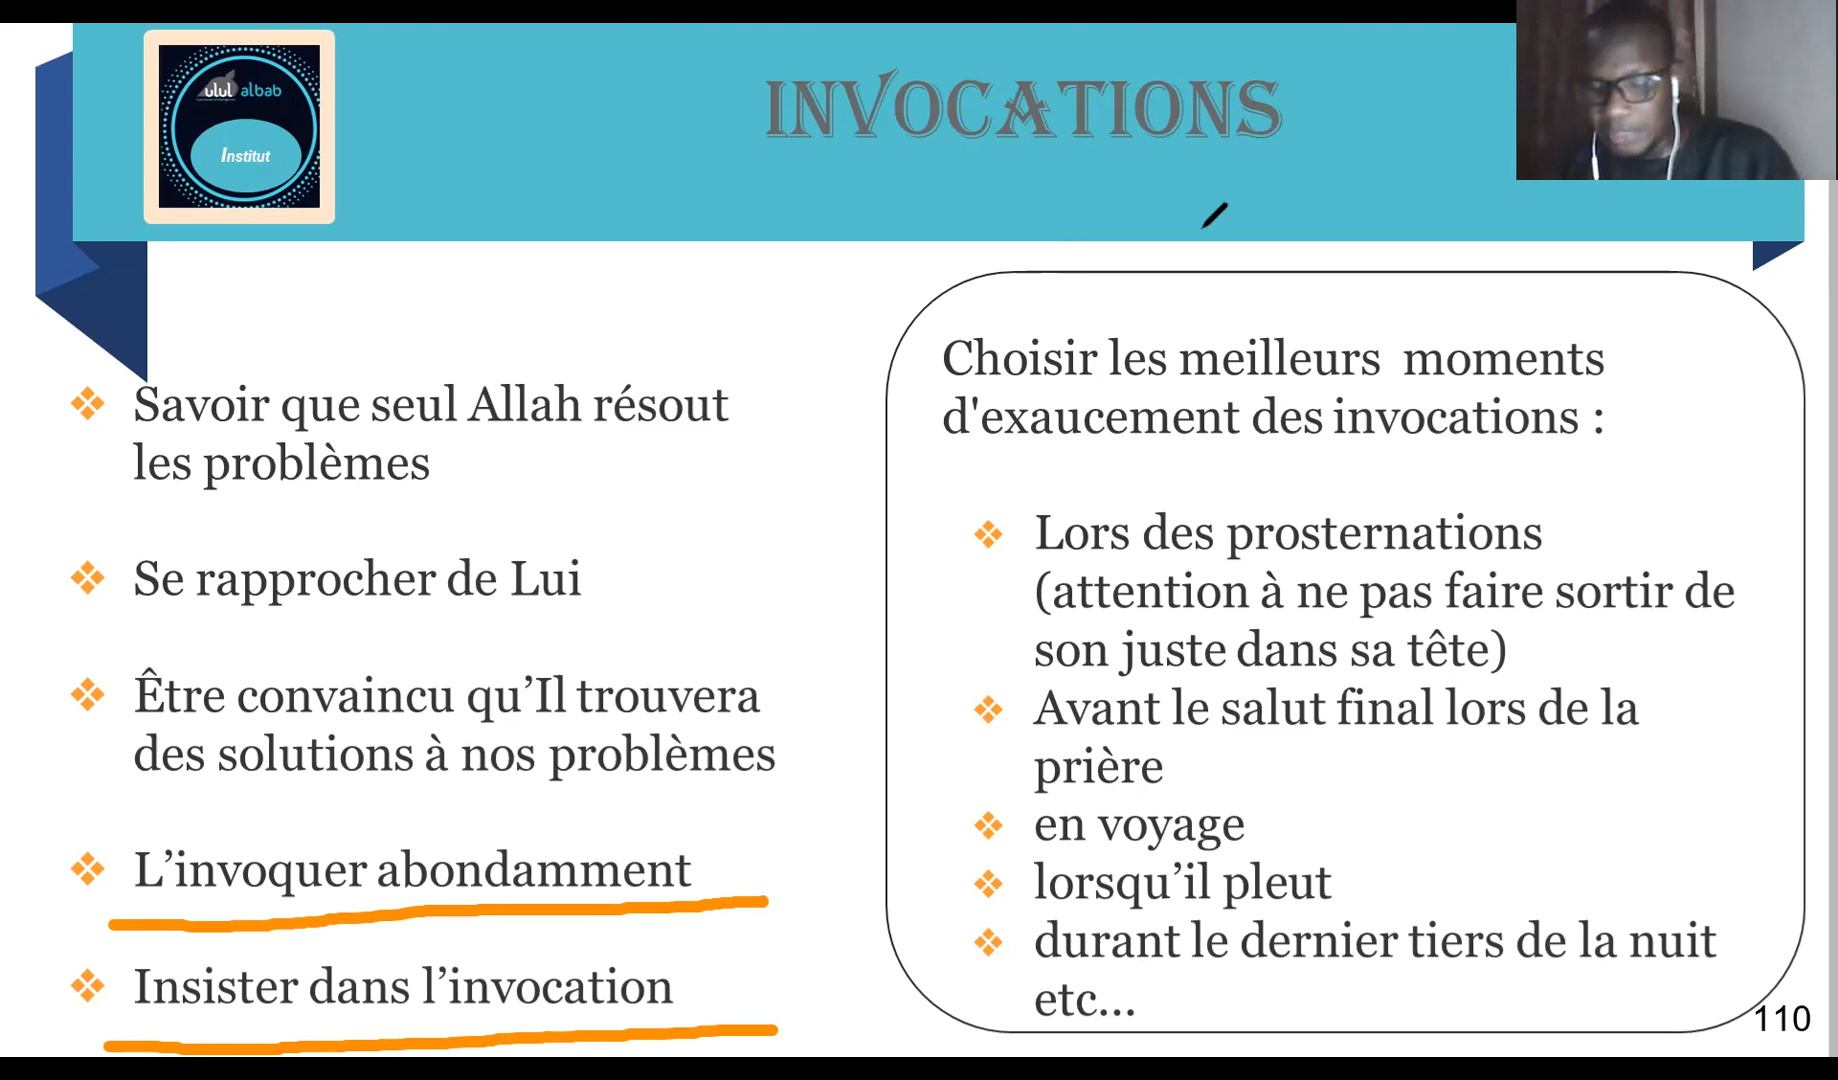 ulul albab
Institut
INVOCATIONS
Savoir que seul Allah résout
les problèmes
Se rapprocher de Lui
Être convaincu qu’Il trouvera
des solutions à nos problèmes
L’invoquer abondamment
Insister dans l’invocation
Choisir les meilleurs moments
d'exaucement des invocations :
Lors des prosternations
(attention à ne pas faire sortir de
son juste dans sa tête)
Avant le salut final lors de la
prière
en voyage
lorsqu’il pleut
durant le dernier tiers de la nuit
etc...
110